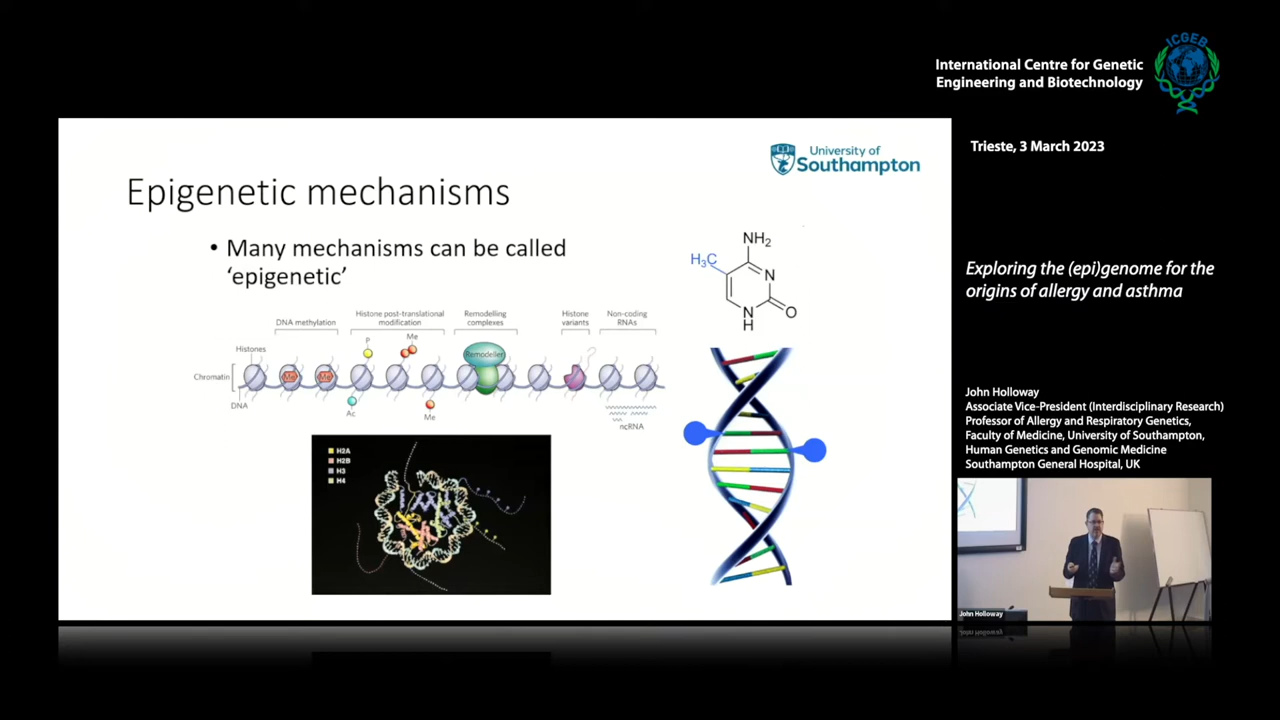 International Centre for Genetic
Engineering and Biotechnology
ICGEB
Trieste, 3 March 2023
University of
Southampton
Epigenetic mechanisms
• Many mechanisms can be called
‘epigenetic’
NH2
H3C
N
N
H
O
DNA methylation
Histone post-translational
modification
Remodelling
complexes
Histone
variants
Non-coding
RNAs
Histones
P
Me
Remodeller
?
Chromatin
Me
Me
DNA
Ac
Me
ncRNA
H2A
H2B
H3
H4
Exploring the (epi)genome for the
origins of allergy and asthma
John Holloway
Associate Vice-President (Interdisciplinary Research)
Professor of Allergy and Respiratory Genetics,
Faculty of Medicine, University of Southampton,
Human Genetics and Genomic Medicine
Southampton General Hospital, UK
John Holloway